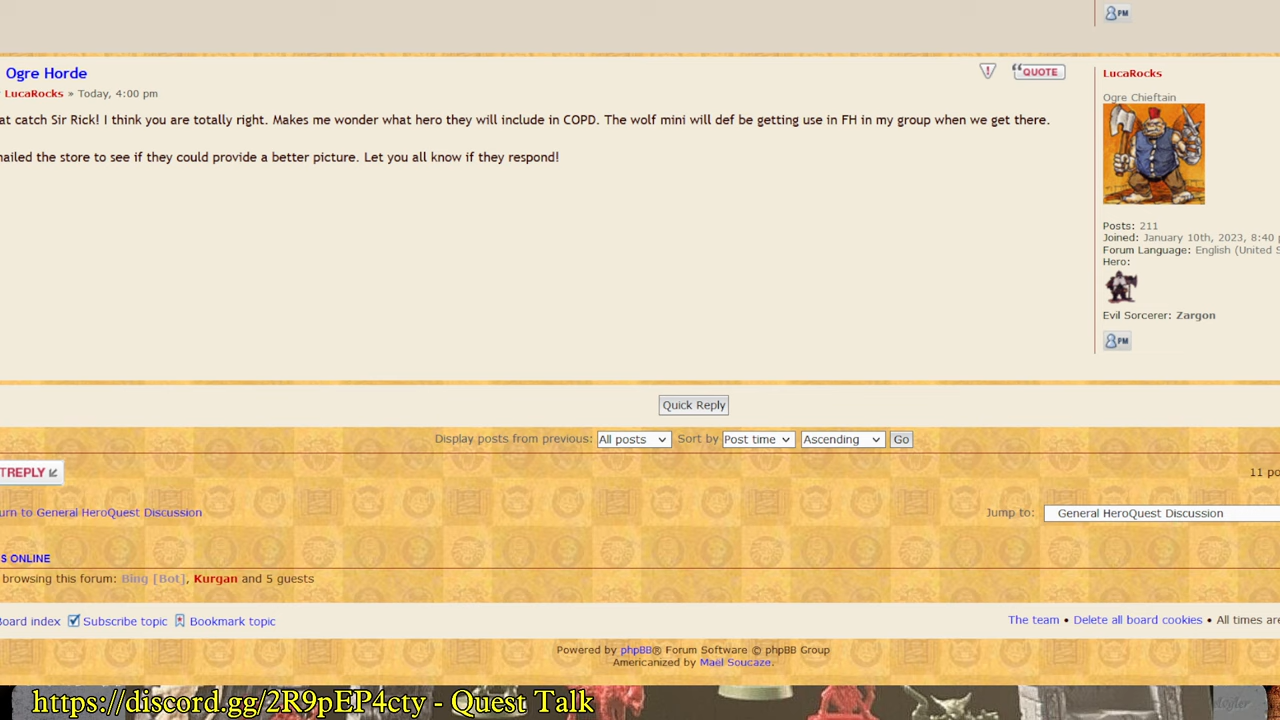 PM
Ogre Horde
QUOTE
LucaRocks
LucaRocks » Today, 4:00 pm
Ogre Chieftain
at catch Sir Rick! I think you are totally right. Makes me wonder what hero they will include in COPD. The wolf mini will def be getting use in FH in my group when we get there.
nailed the store to see if they could provide a better picture. Let you all know if they respond!
Posts: 211
Joined: January 10th, 2023, 8:40 p
Forum Language: English (United S
Hero:
Evil Sorcerer: Zargon
PM
Quick Reply
Display posts from previous: All posts Sort by Post time Ascending Go
TREPLY
11 po
urn to General HeroQuest Discussion
Jump to: General HeroQuest Discussion
S ONLINE
browsing this forum: Bing [Bot], Kurgan and 5 guests
Board index Subscribe topic Bookmark topic
The team • Delete all board cookies • All times are
Powered by phpBB® Forum Software © phpBB Group
Americanized by Maël Soucaze.
https://discord.gg/2R9pEP4cty - Quest Talk